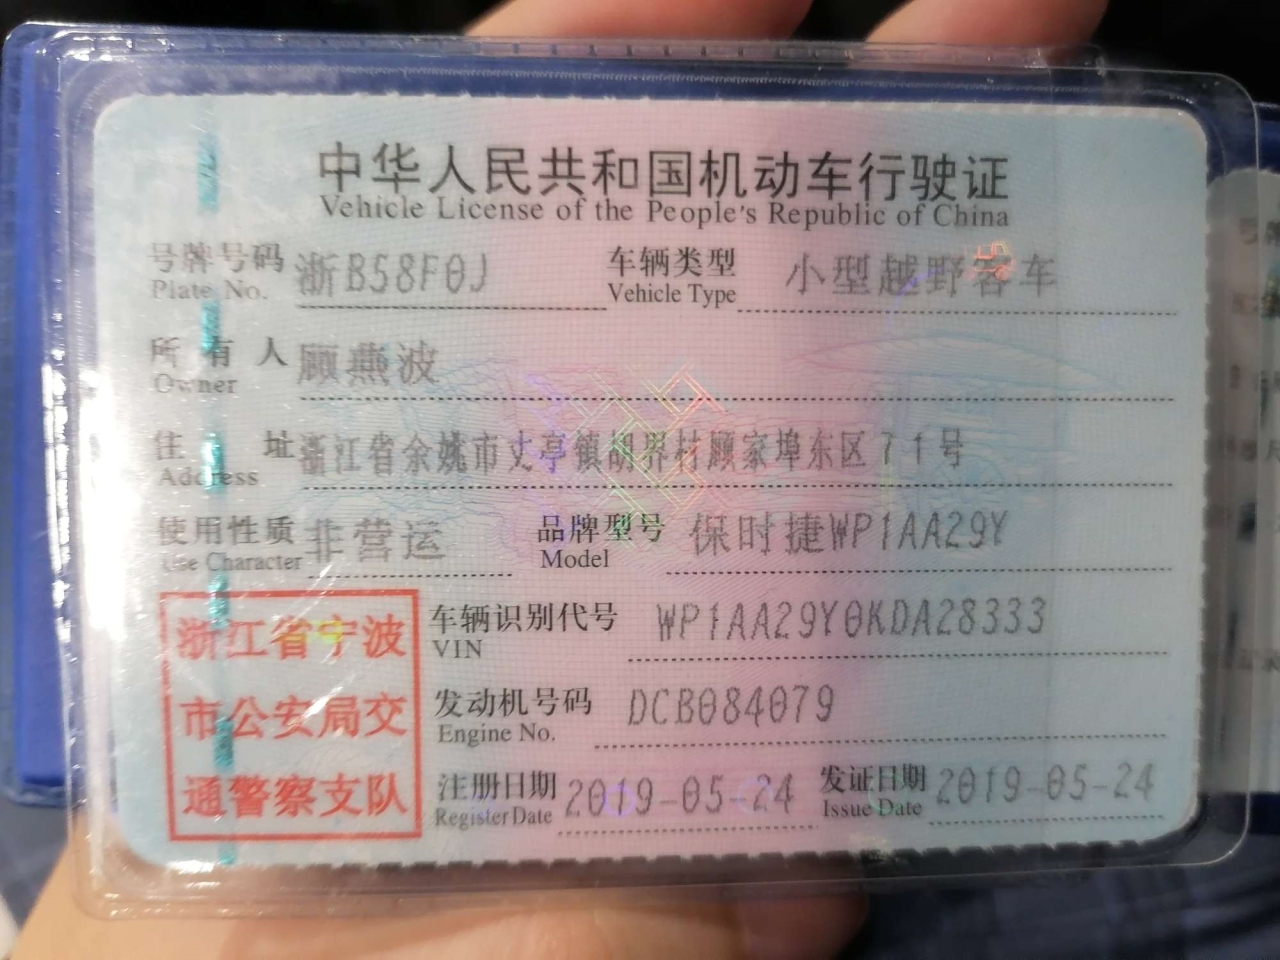 中华人民共和国机动车行驶证
Vehicle License of the People's Republic of China
号牌号码 浙B58F0J 车辆类型 小型越野客车
Plate No. Vehicle Type
所有人 顾燕波
Owner
住址 浙江省余姚市丈亭镇胡界村顾家埠东区71号
Address
使用性质 非营运 品牌型号 保时捷WP1AA29Y
Use Character Model
浙江省宁波
市公安局交
通警察支队
车辆识别代号 WP1AA29Y0KDA28333
VIN
发动机号码 DCB084079
Engine No.
注册日期 2019-05-24 发证日期 2019-05-24
Register Date Issue Date